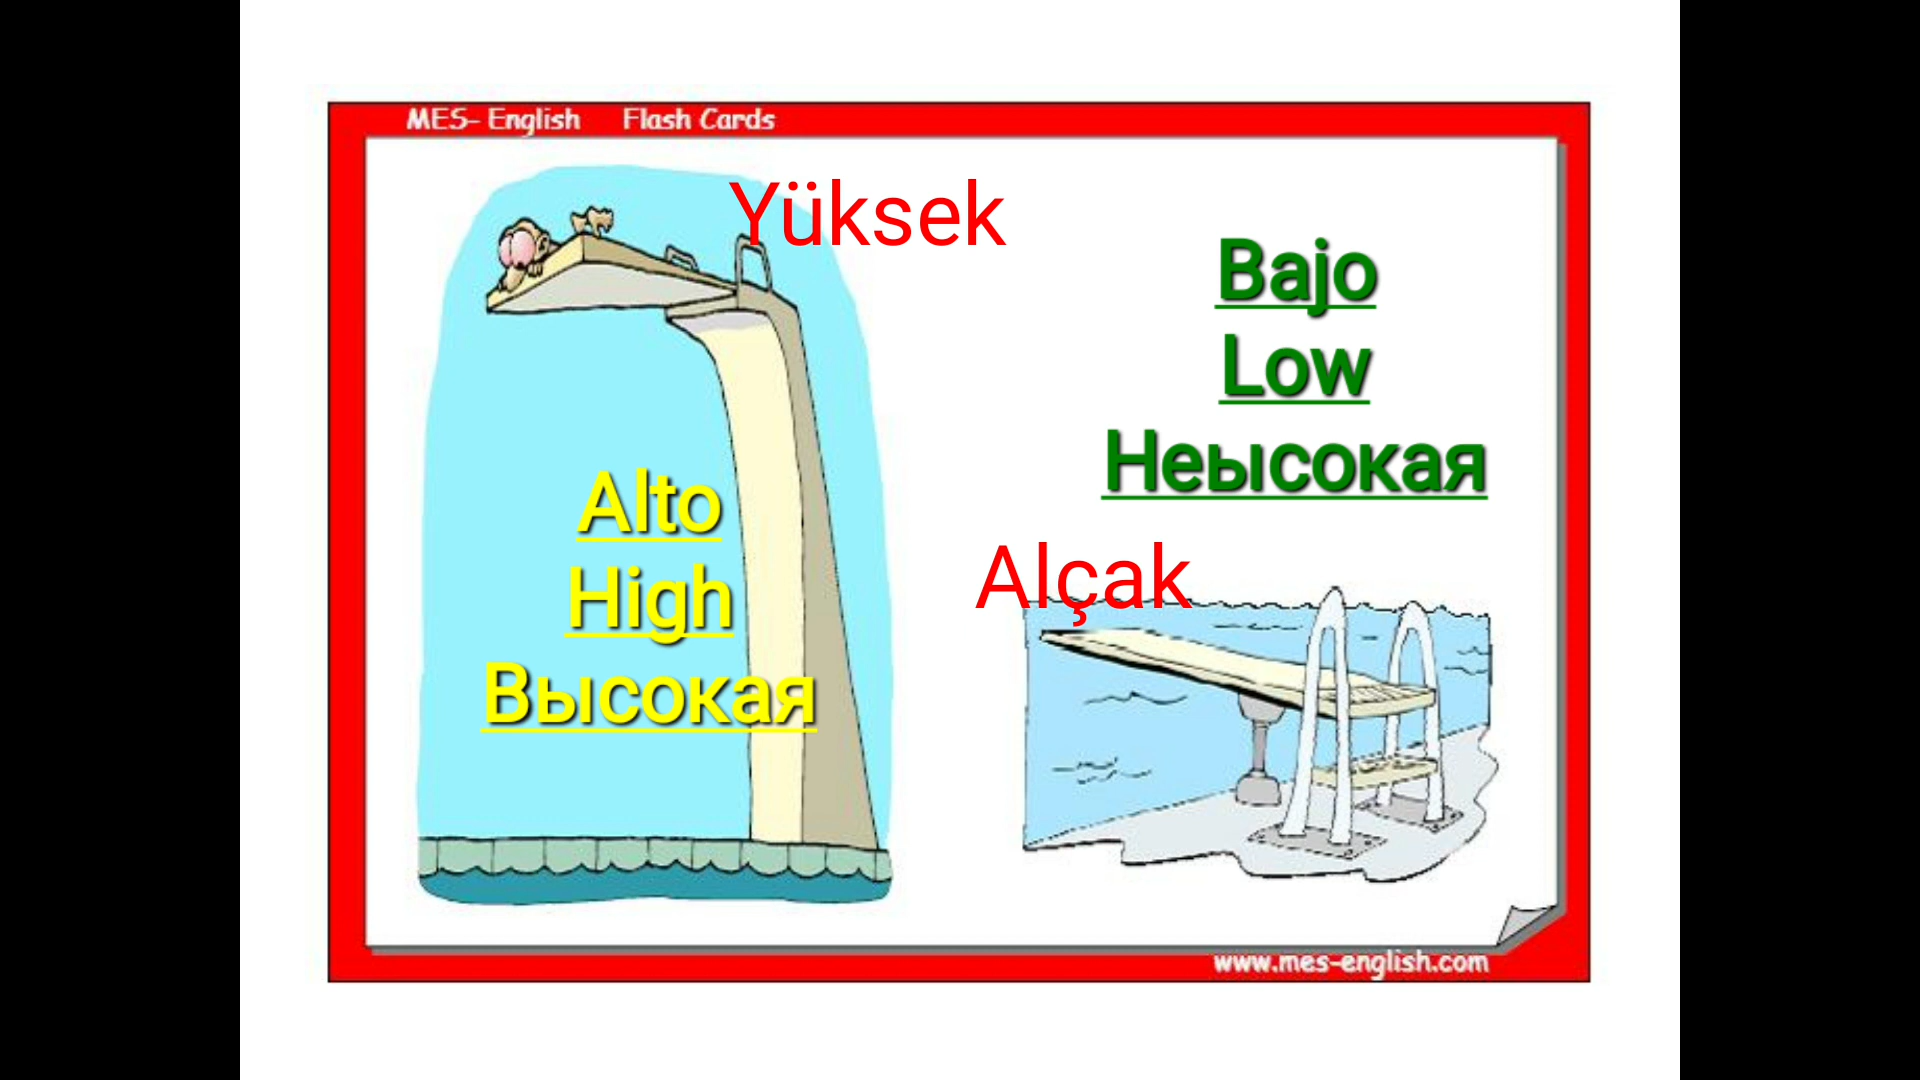 MES- English Flash Cards
Yüksek
Alto
High
Высокая
Bajo
Low
Неысокая
Alçak
www.mes-english.com